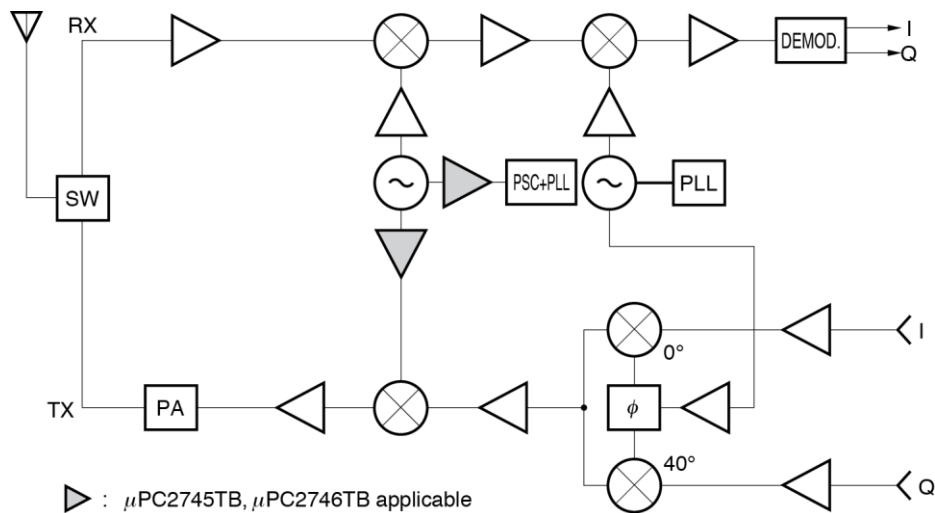 RX
DEMOD.
I
Q
SW
PSC+PLL
PLL
0°
I
TX
PA
ϕ
40°
Q
: μPC2745TB, μPC2746TB applicable